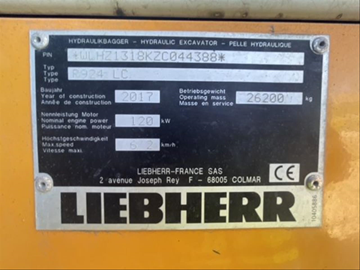 HYDRAULIKBAGGER - HYDRAULIC EXCAVATOR - PELLE HYDRAULIQUE
PIN *WLHZ1318KZC044388*
Type
Type R924 LC
Type
Baujahr
Year of construction 2017
Année de construction
Betriebsgewicht
Operating mass 26200 kg
Masse en service
Nennleistung Motor
Nominal engine power 120 kW
Puissance nom. moteur
Höchstgeschwindigkeit
Max.speed km/h
Vitesse maxi.
LIEBHERR-FRANCE SAS
2 avenue Joseph Rey F - 68005 COLMAR
CE
LIEBHERR